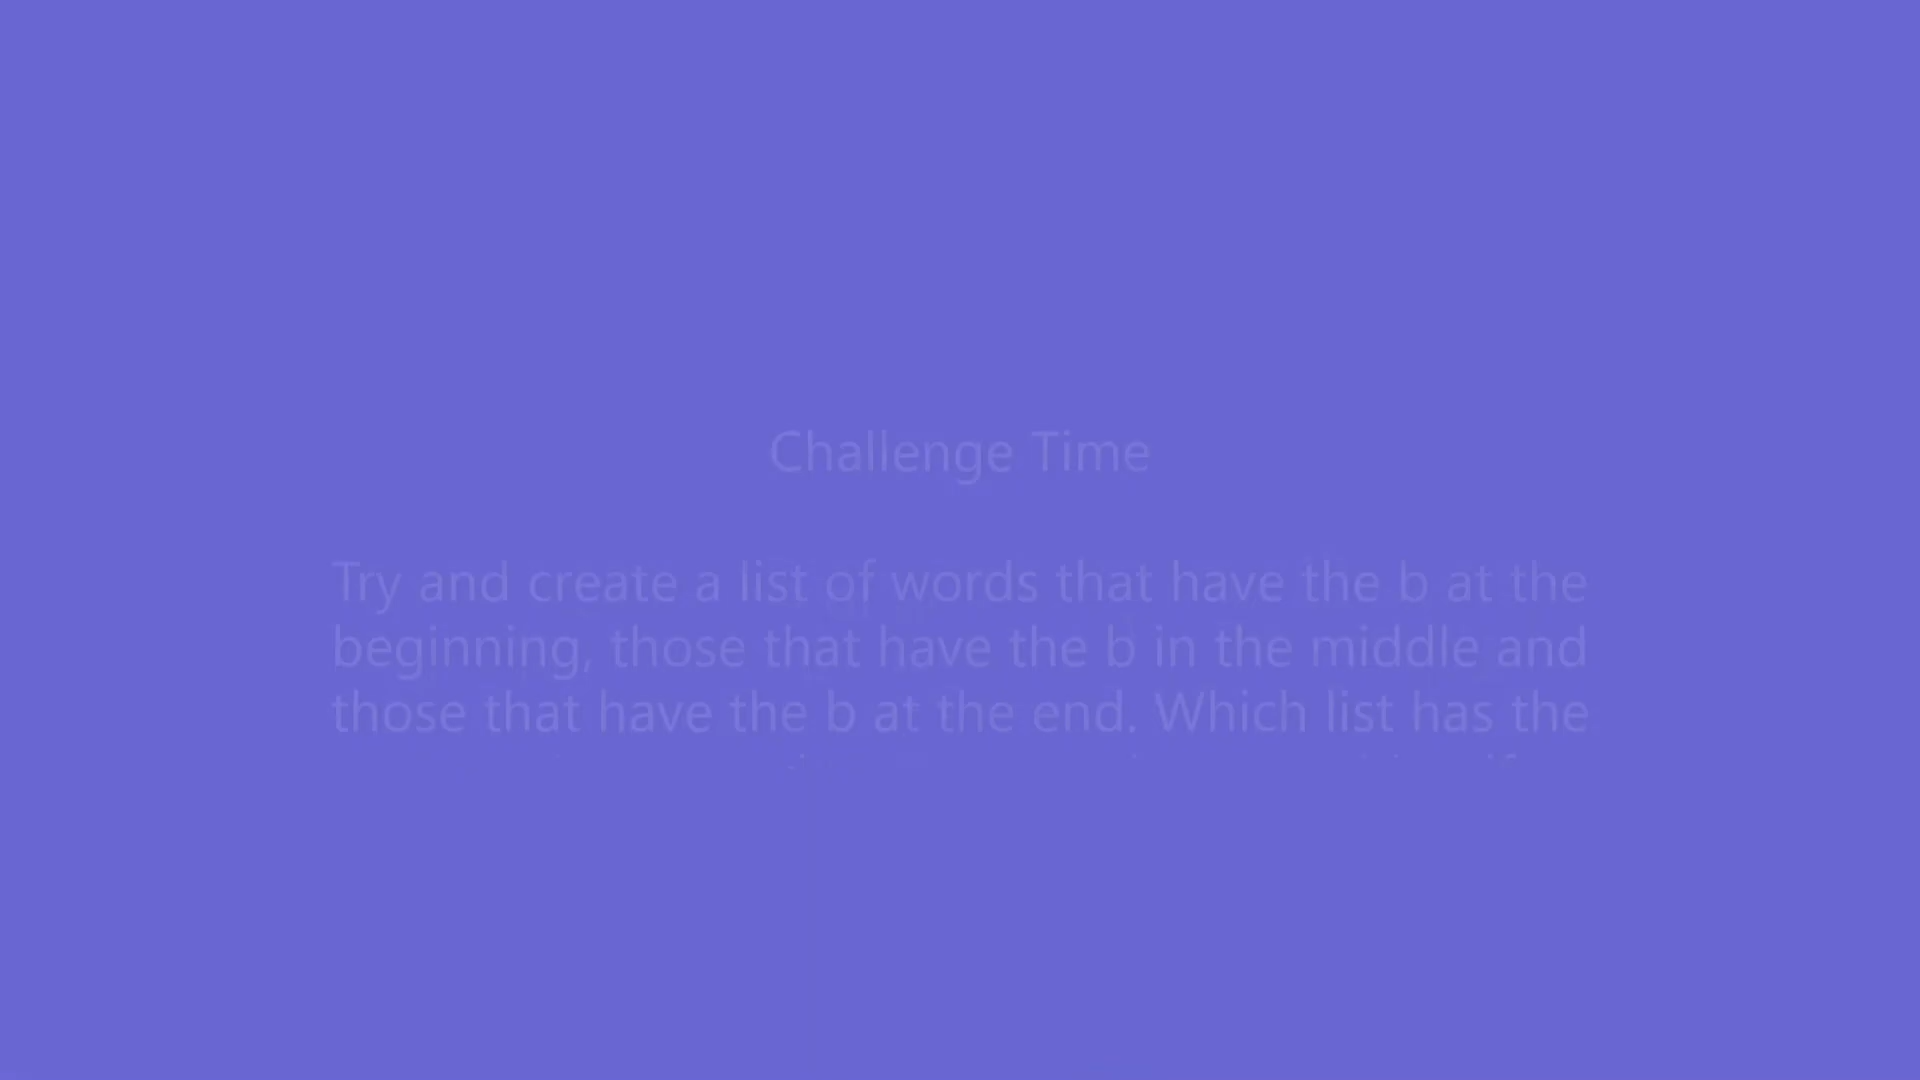 Challenge Time
Try and create a list of words that have the b at the
beginning, those that have the b in the middle and
those that have the b at the end. Which list has the